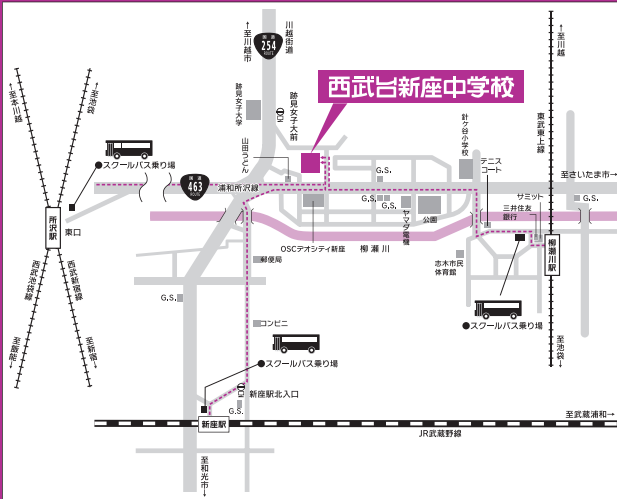 ↑至川越市
国道
254
ROUTE
川越街道
西武台新座中学校
↑至川越
東武東上線
↑至本川越
↑至池袋
跡見女子大学
跡見女子大前
針ケ谷小学校
テニス
コート
山田うどん
●スクールバス乗り場
G.S.
至さいたま市→
国道
463
ROUTE
浦和所沢線
G.S.
G.S.
G.S.
サミット
三井住友
銀行
ヤマダ電機
公園
所沢駅
東口
OSCデオシティ新座
柳瀬川
柳瀬川駅
郵便局
志木市民
体育館
西武池袋線
西武新宿線
G.S.
コンビニ
●スクールバス乗り場
至飯能↓
至新宿↓
至池袋↓
●スクールバス乗り場
新座駅北入口
G.S.
新座駅
至武蔵浦和→
JR武蔵野線
至和光市↓